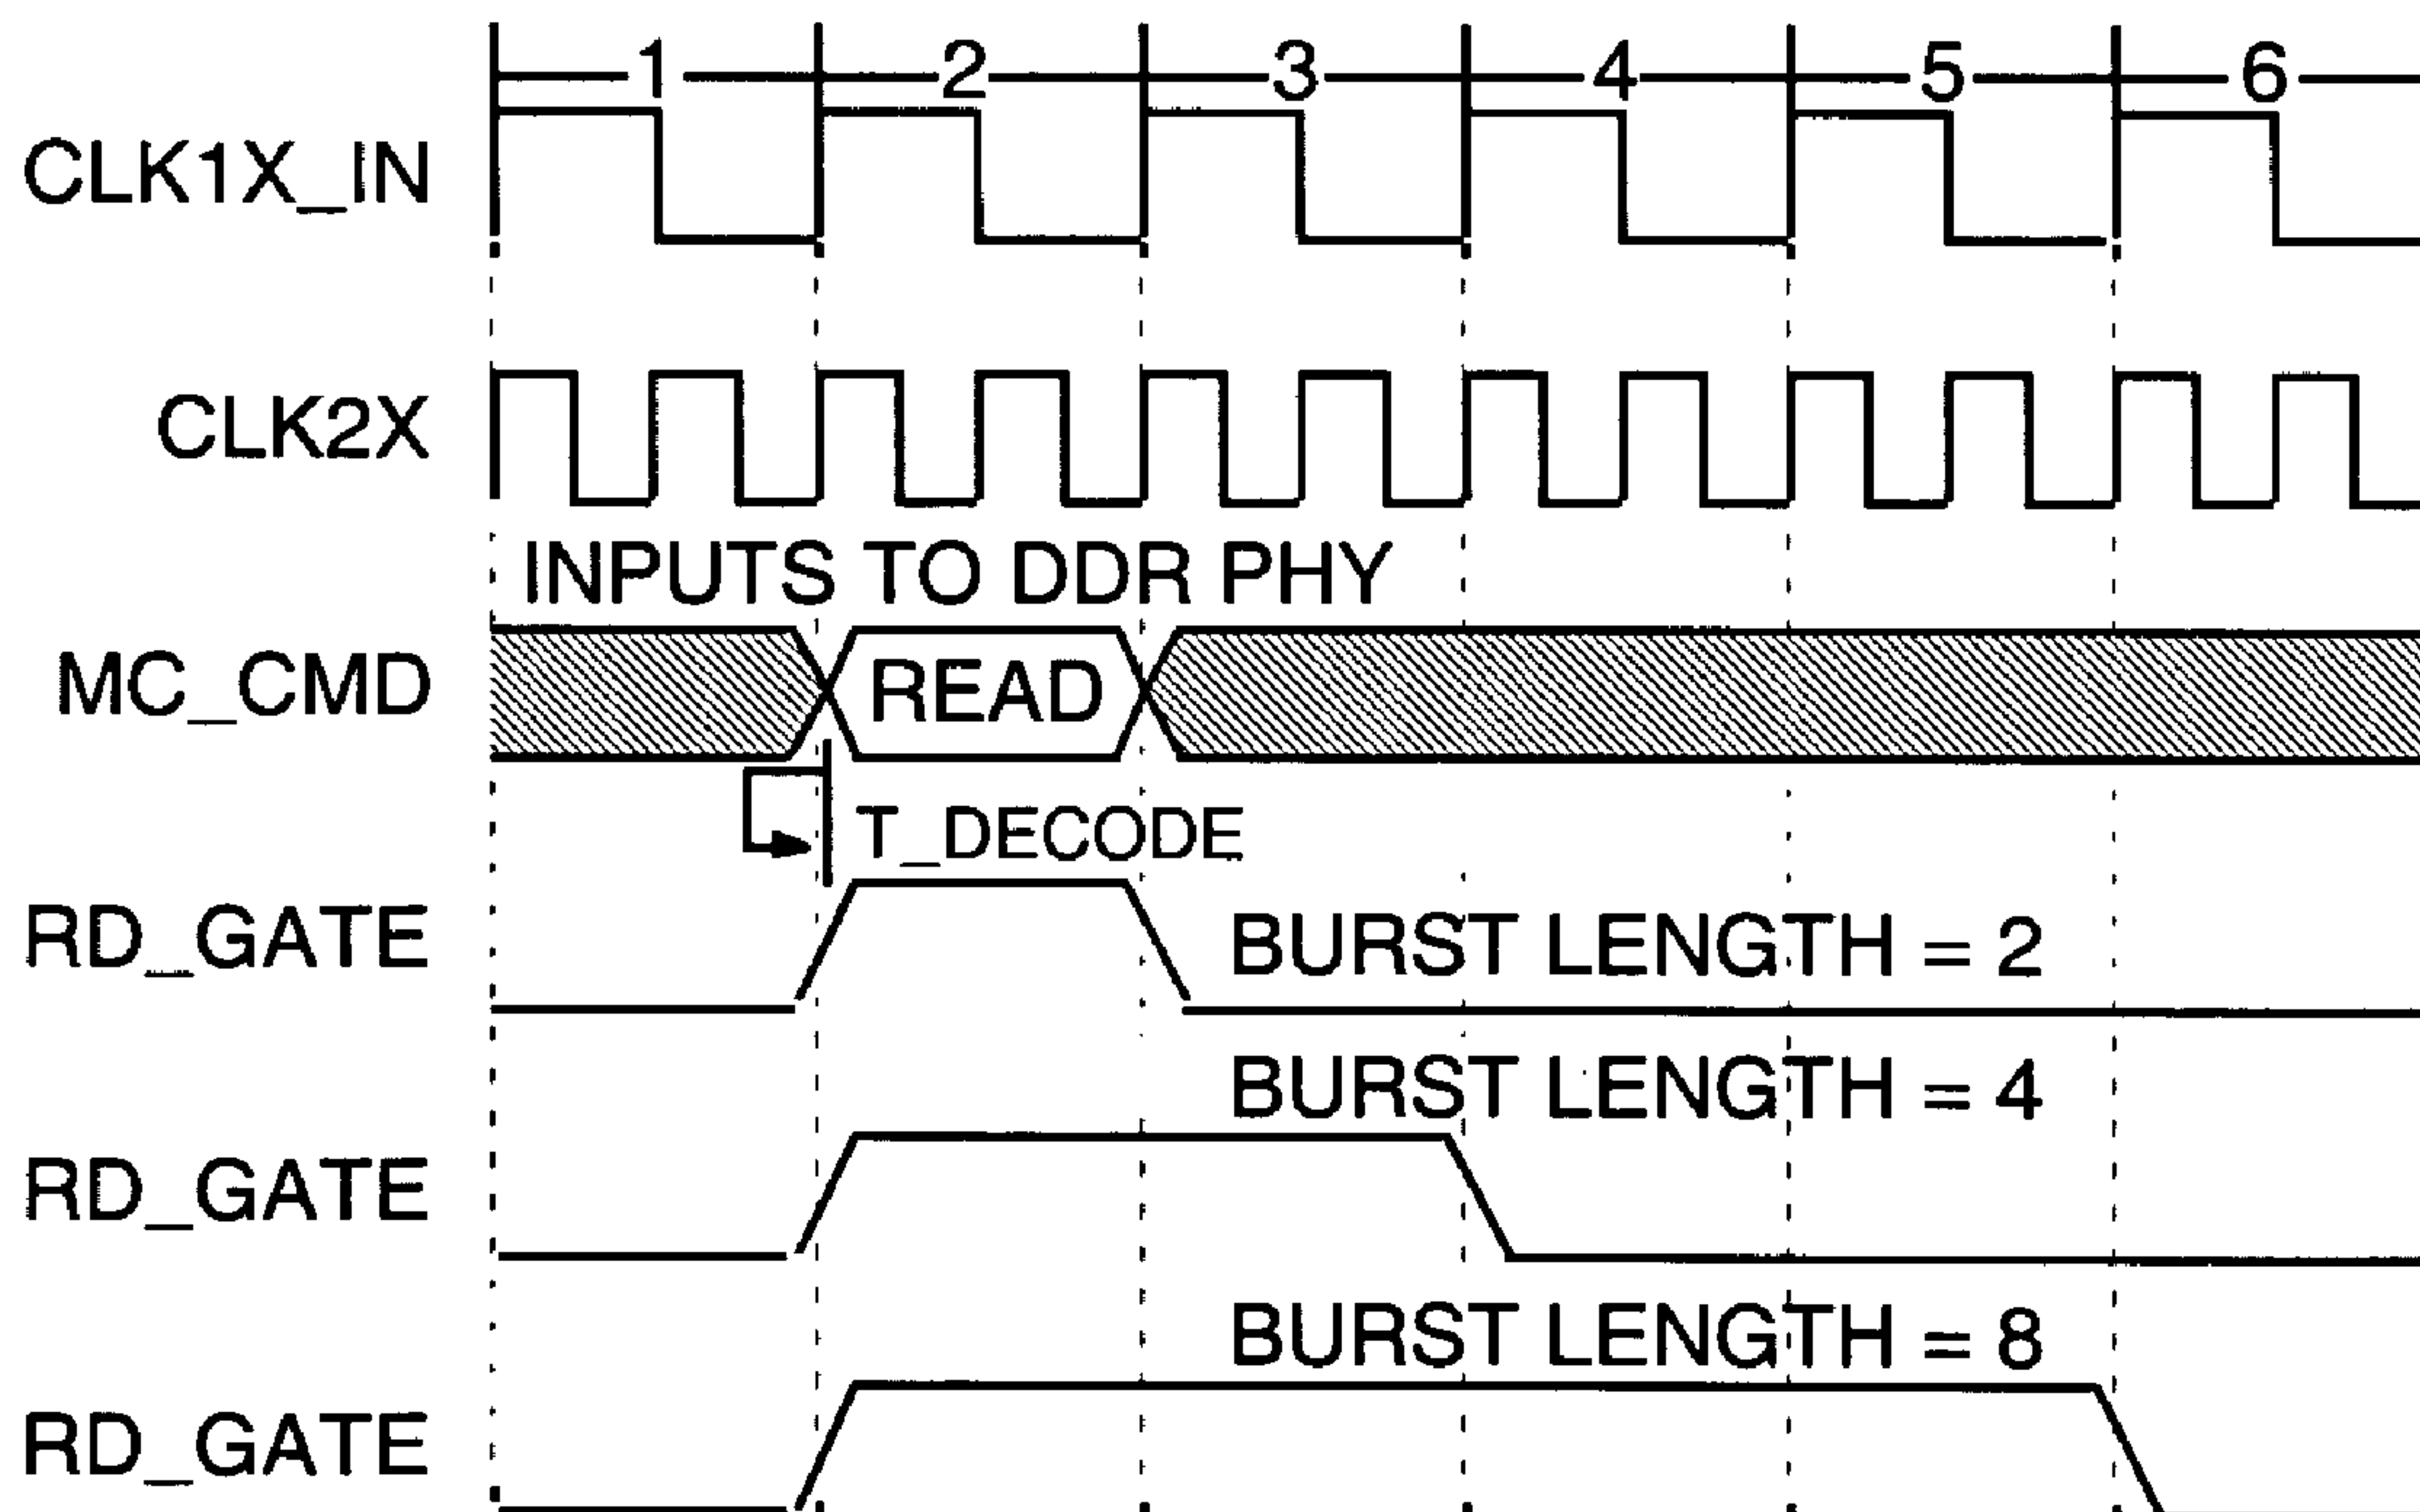 1 2 3 4 5 6
CLK1X_IN
CLK2X
INPUTS TO DDR PHY
MC_CMD READ
T_DECODE
RD_GATE BURST LENGTH = 2
BURST LENGTH = 4
RD_GATE
BURST LENGTH = 8
RD_GATE